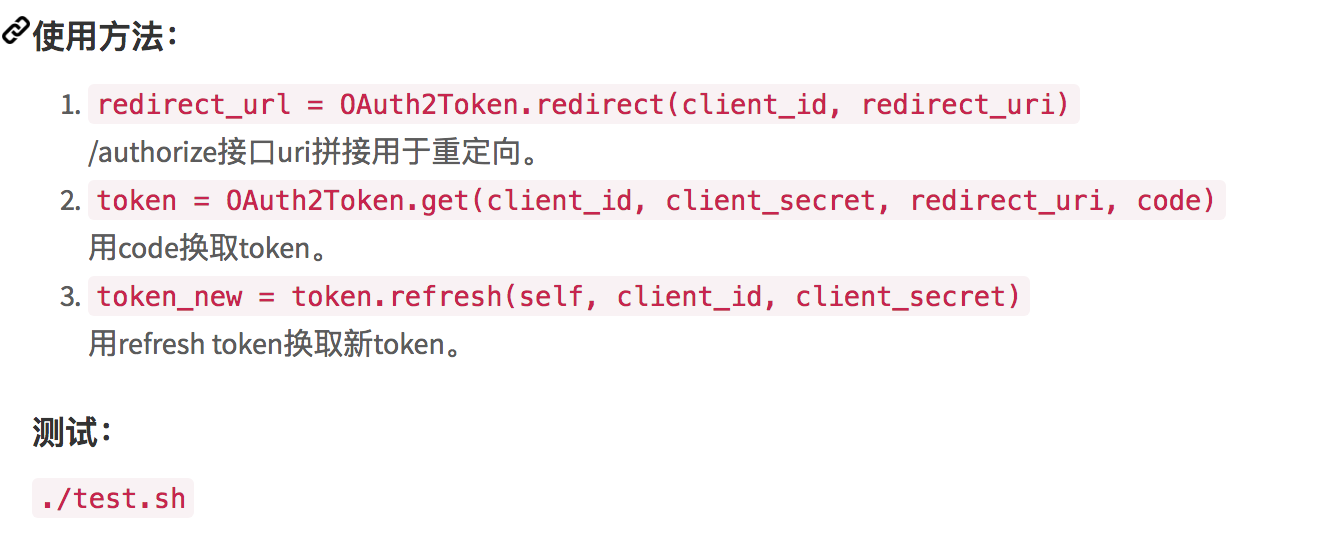 使用方法：
1. redirect_url = OAuth2Token.redirect(client_id, redirect_uri)
/authorize接口uri拼接用于重定向。
2. token = OAuth2Token.get(client_id, client_secret, redirect_uri, code)
用code换取token。
3. token_new = token.refresh(self, client_id, client_secret)
用refresh token换取新token。
测试：
./test.sh